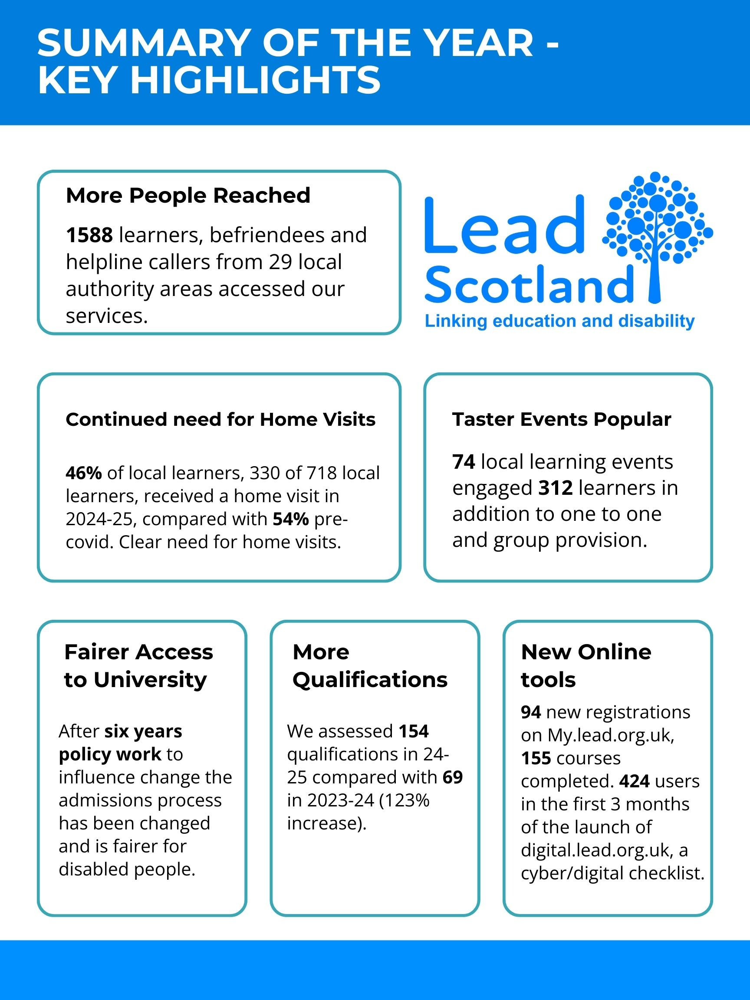 SUMMARY OF THE YEAR -
KEY HIGHLIGHTS
More People Reached
1588 learners, befriendees and
helpline callers from 29 local
authority areas accessed our
services.
Lead
Scotland
Linking education and disability
Continued need for Home Visits
46% of local learners, 330 of 718 local
learners, received a home visit in
2024-25, compared with 54% pre-
covid. Clear need for home visits.
Taster Events Popular
74 local learning events
engaged 312 learners in
addition to one to one
and group provision.
Fairer Access
to University
After six years
policy work to
influence change the
admissions process
has been changed
and is fairer for
disabled people.
More
Qualifications
We assessed 154
qualifications in 24-
25 compared with 69
in 2023-24 (123%
increase).
New Online
tools
94 new registrations
on My.lead.org.uk,
155 courses
completed. 424 users
in the first 3 months
of the launch of
digital.lead.org.uk, a
cyber/digital checklist.